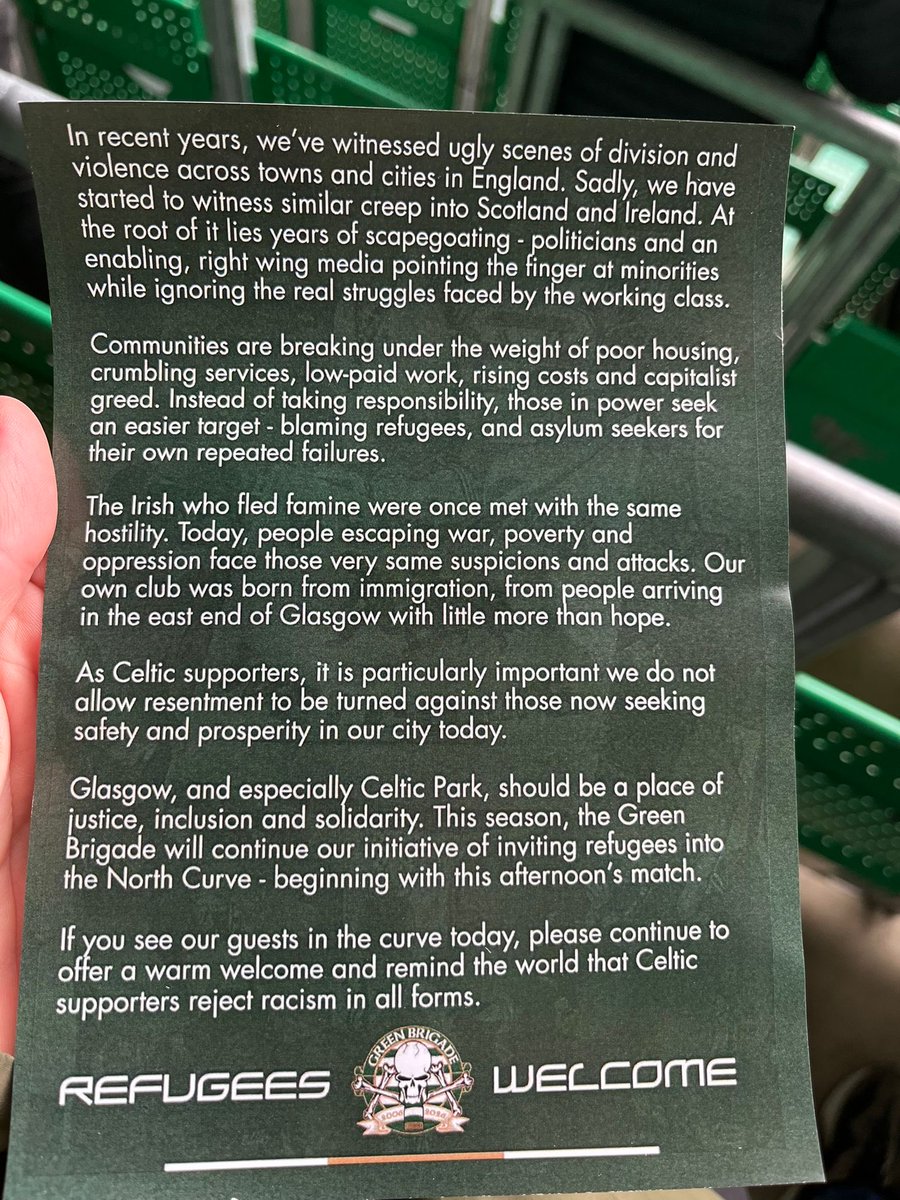 In recent years, we've witnessed ugly scenes of division and
violence across towns and cities in England. Sadly, we have
started to witness similar creep into Scotland and Ireland. At
the root of it lies years of scapegoating - politicians and an
enabling, right wing media pointing the finger at minorities
while ignoring the real struggles faced by the working class.
Communities are breaking under the weight of poor housing,
crumbling services, low-paid work, rising costs and capitalist
greed. Instead of taking responsibility, those in power seek
an easier target - blaming refugees, and asylum seekers for
their own repeated failures.
The Irish who fled famine were once met with the same
hostility. Today, people escaping war, poverty and
oppression face those very same suspicions and attacks. Our
own club was born from immigration, from people arriving
in the east end of Glasgow with little more than hope.
As Celtic supporters, it is particularly important we do not
allow resentment to be turned against those now seeking
safety and prosperity in our city today.
Glasgow, and especially Celtic Park, should be a place of
justice, inclusion and solidarity. This season, the Green
Brigade will continue our initiative of inviting refugees into
the North Curve - beginning with this afternoon's match.
If you see our guests in the curve today, please continue to
offer a warm welcome and remind the world that Celtic
supporters reject racism in all forms.
GREEN BRIGADE
REFUGEES WELCOME
2006